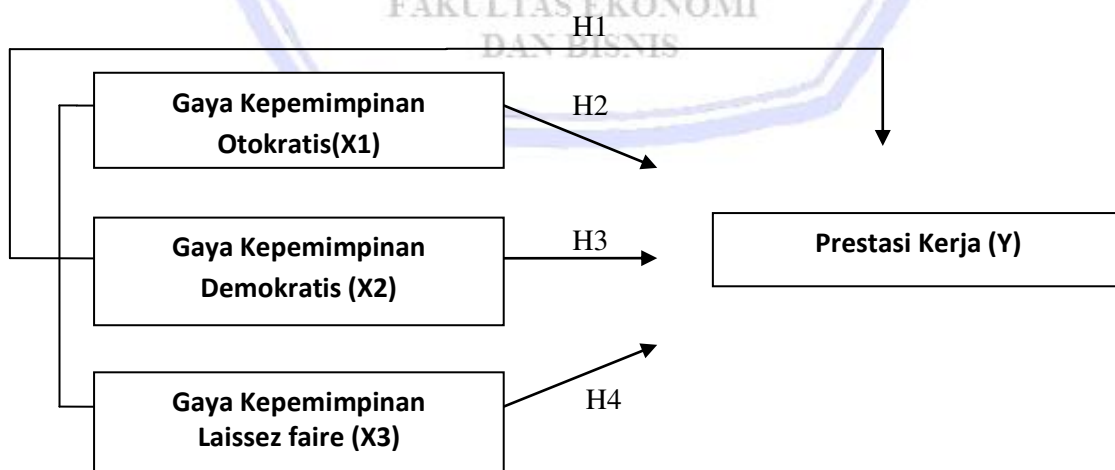 FAKULTAS EKONOMI
DAN BISNIS
H1
Gaya Kepemimpinan
Otokratis(X1)
H2
Gaya Kepemimpinan
Demokratis (X2)
H3
Prestasi Kerja (Y)
Gaya Kepemimpinan
Laissez faire (X3)
H4